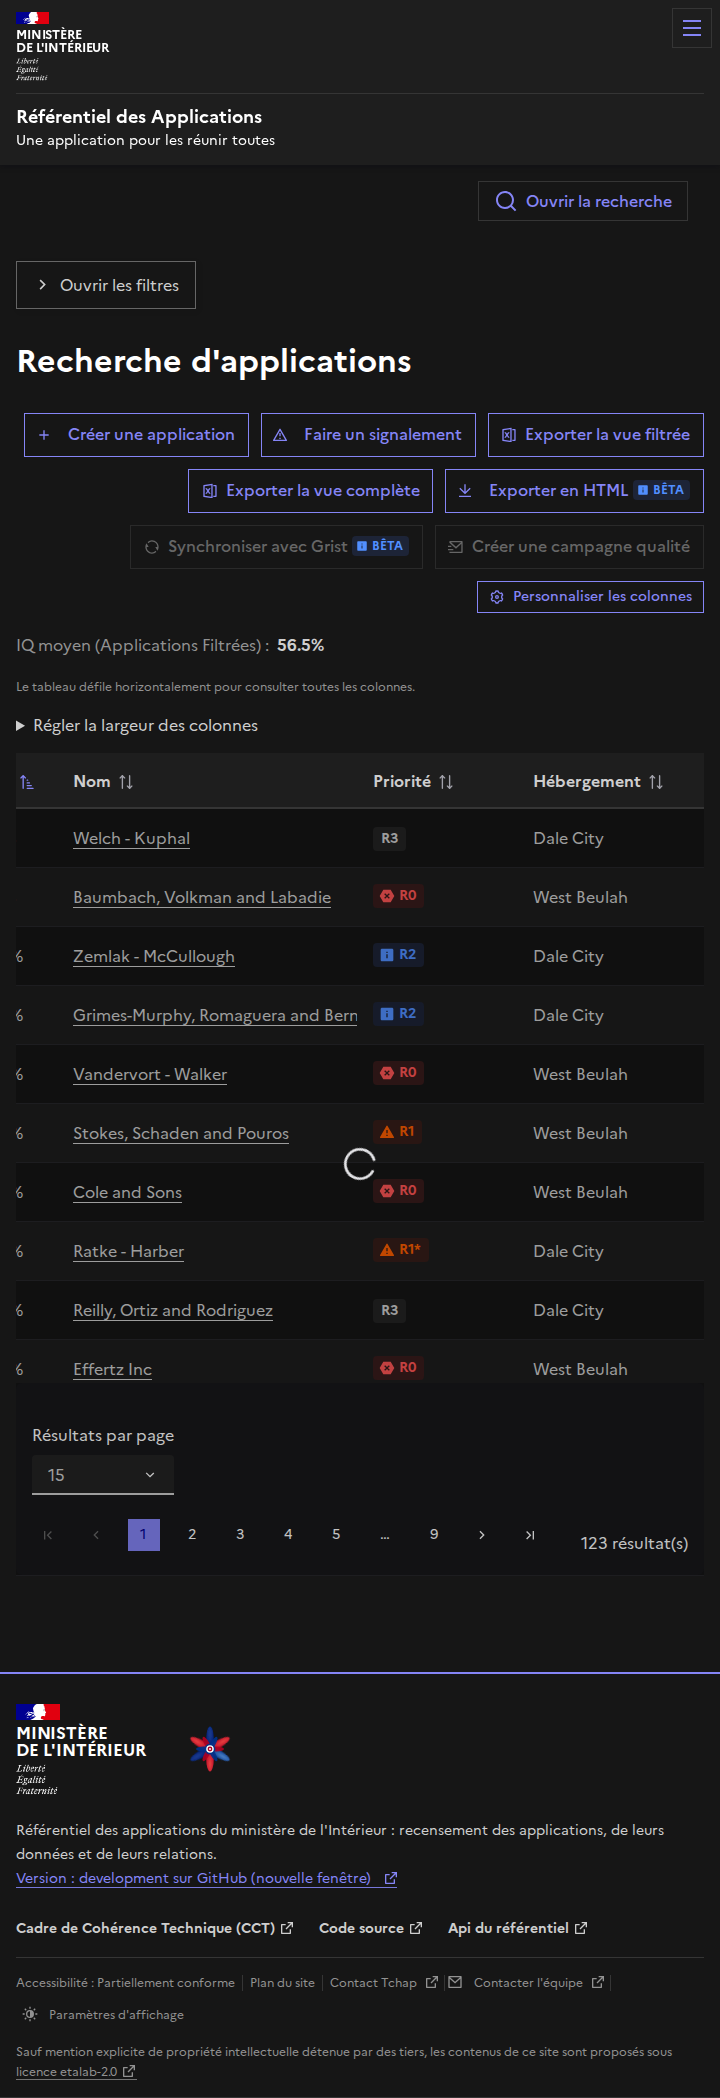 MINISTÈRE
DE L'INTÉRIEUR
Liberté
Égalité
Fraternité
Référentiel des Applications
Une application pour les réunir toutes
Ouvrir la recherche
Ouvrir les filtres
Recherche d'applications
Créer une application
Faire un signalement
Exporter la vue filtrée
Exporter la vue complète
Exporter en HTML BÊTA
Synchroniser avec Grist BÊTA
Créer une campagne qualité
Personnaliser les colonnes
IQ moyen (Applications Filtrées) : 56.5%
Le tableau défile horizontalement pour consulter toutes les colonnes.
Régler la largeur des colonnes
Nom Priorité Hébergement
Welch - Kuphal R3 Dale City
Baumbach, Volkman and Labadie R0 West Beulah
% Zemlak - McCullough R2 Dale City
% Grimes-Murphy, Romaguera and Bern R2 Dale City
% Vandervort - Walker R0 West Beulah
% Stokes, Schaden and Pouros R1 West Beulah
% Cole and Sons R0 West Beulah
% Ratke - Harber R1* Dale City
% Reilly, Ortiz and Rodriguez R3 Dale City
% Effertz Inc R0 West Beulah
Résultats par page
15
1 2 3 4 5 … 9
123 résultat(s)
MINISTÈRE
DE L'INTÉRIEUR
Liberté
Égalité
Fraternité
Référentiel des applications du ministère de l'Intérieur : recensement des applications, de leurs
données et de leurs relations.
Version : development sur GitHub (nouvelle fenêtre)
Cadre de Cohérence Technique (CCT) Code source Api du référentiel
Accessibilité : Partiellement conforme Plan du site Contact Tchap Contacter l'équipe
Paramètres d'affichage
Sauf mention explicite de propriété intellectuelle détenue par des tiers, les contenus de ce site sont proposés sous
licence etalab-2.0